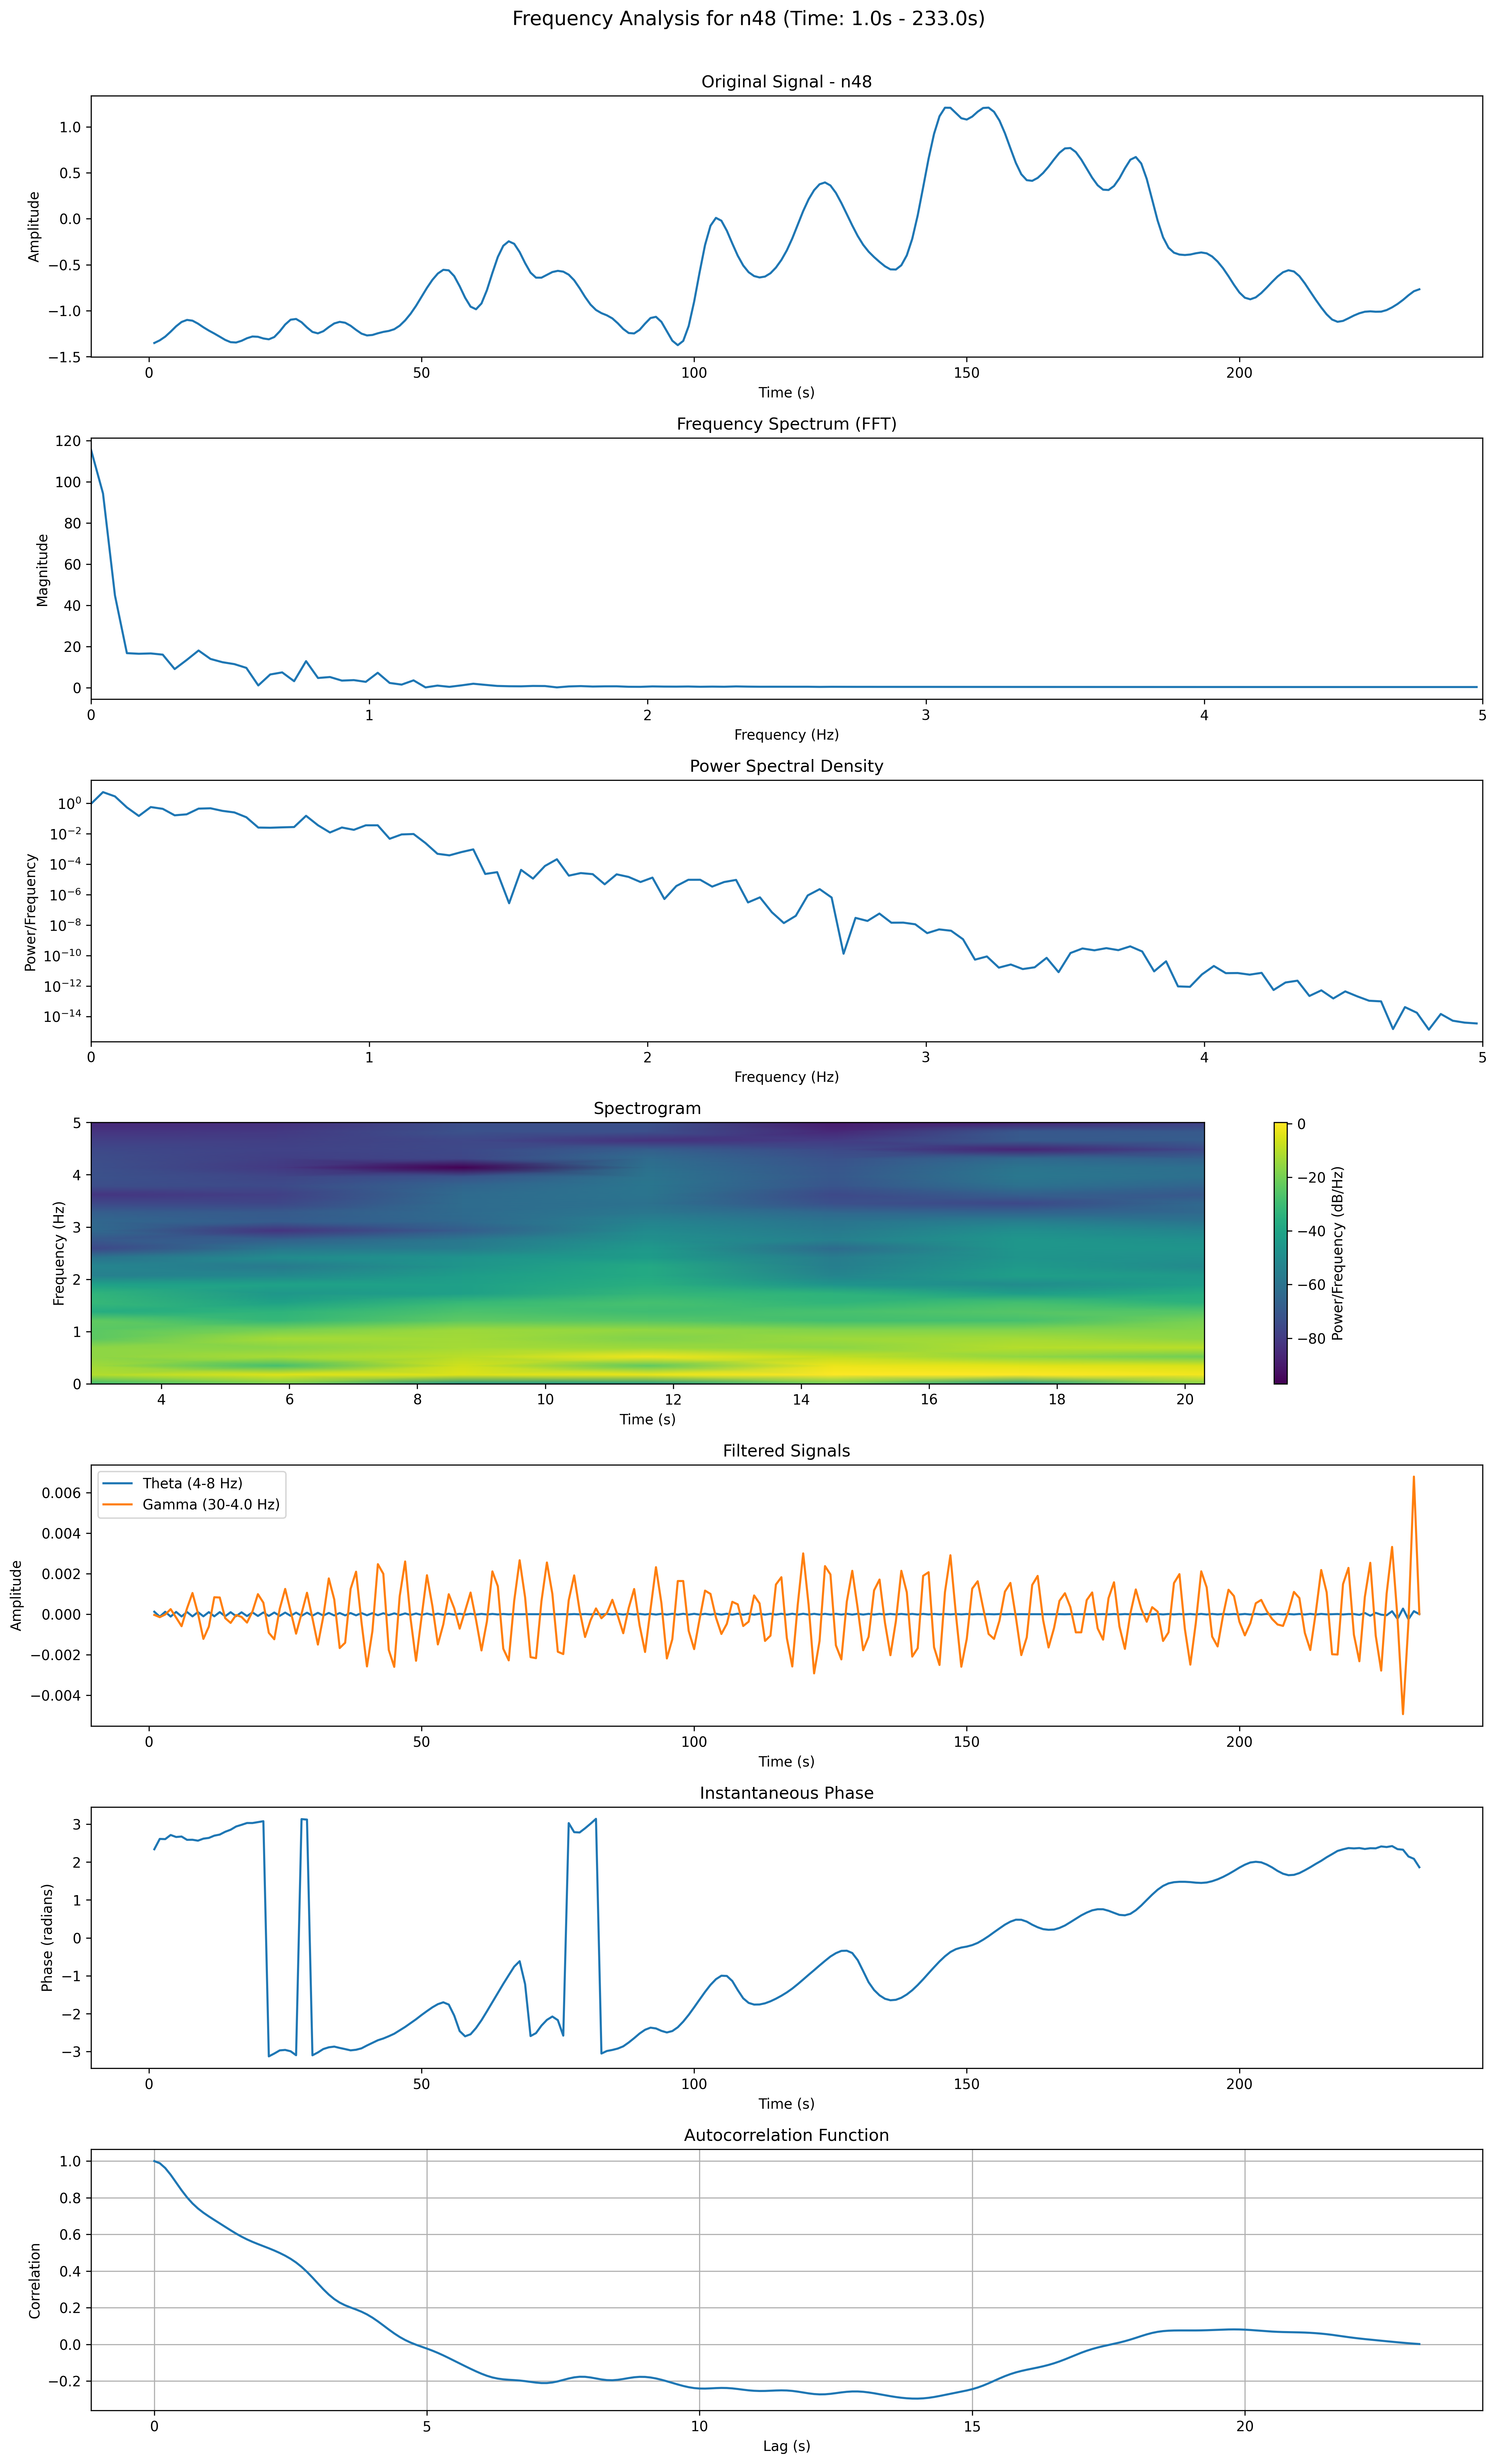 Frequency Analysis for n48 (Time: 1.0s - 233.0s)
Original Signal - n48
Amplitude
1.0
0.5
0.0
−0.5
−1.0
−1.5
0 50 100 150 200
Time (s)
Frequency Spectrum (FFT)
Magnitude
120
100
80
60
40
20
0
0 1 2 3 4 5
Frequency (Hz)
Power Spectral Density
Power/Frequency
10⁰
10⁻²
10⁻⁴
10⁻⁶
10⁻⁸
10⁻¹⁰
10⁻¹²
10⁻¹⁴
0 1 2 3 4 5
Frequency (Hz)
Spectrogram
Frequency (Hz)
5
4
3
2
1
0
4 6 8 10 12 14 16 18 20
Time (s)
0
−20
−40
−60
−80
Power/Frequency (dB/Hz)
Filtered Signals
Theta (4-8 Hz)
Gamma (30-4.0 Hz)
Amplitude
0.006
0.004
0.002
0.000
−0.002
−0.004
0 50 100 150 200
Time (s)
Instantaneous Phase
Phase (radians)
3
2
1
0
−1
−2
−3
0 50 100 150 200
Time (s)
Autocorrelation Function
Correlation
1.0
0.8
0.6
0.4
0.2
0.0
−0.2
0 5 10 15 20
Lag (s)